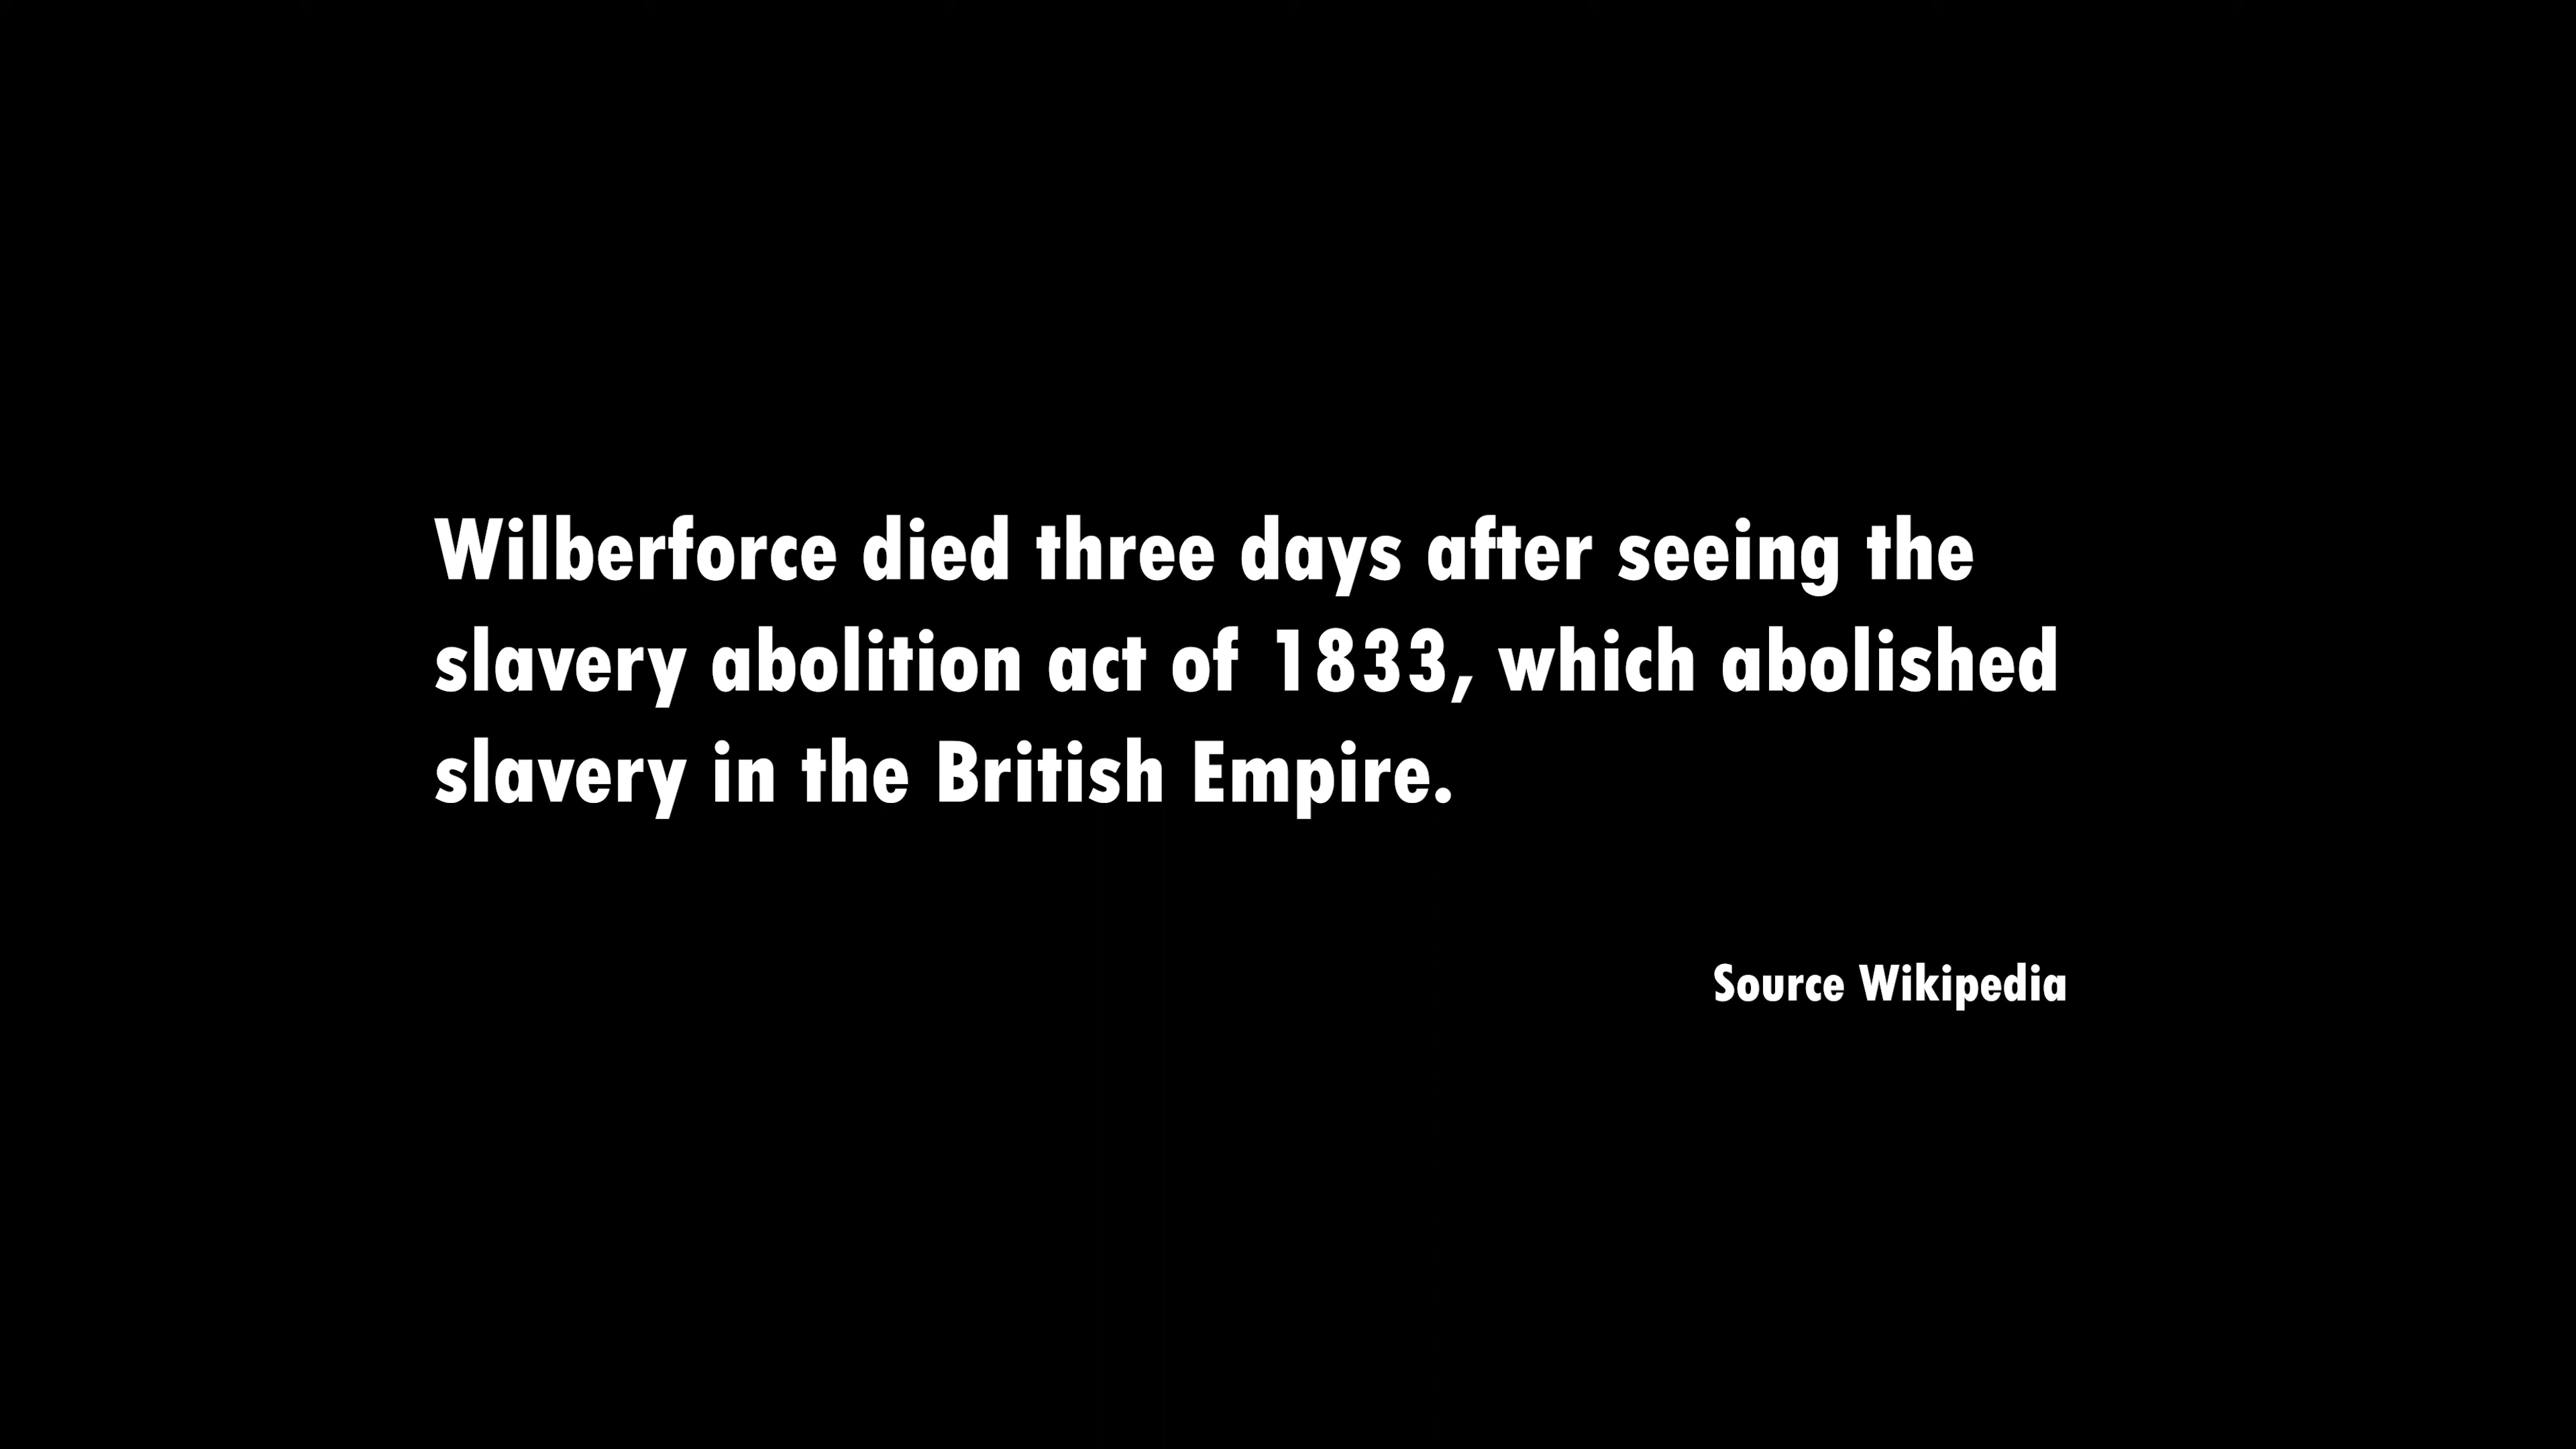 Wilberforce died three days after seeing the
slavery abolition act of 1833, which abolished
slavery in the British Empire.
Source Wikipedia